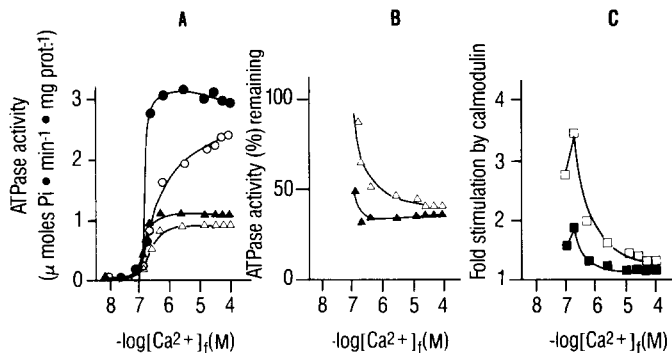 A
B
C
ATPase activity
(μ moles Pi • min-1 • mg prot:1)
3
2
1
0
8 7 6 5 4
-log[Ca2+]f(M)
ATPase activity (%) remaining
100
50
0
8 7 6 5 4
-log[Ca2+]f(M)
Fold stimulation by calmodulin
4
3
2
1
8 7 6 5 4
-log[Ca2+]f(M)